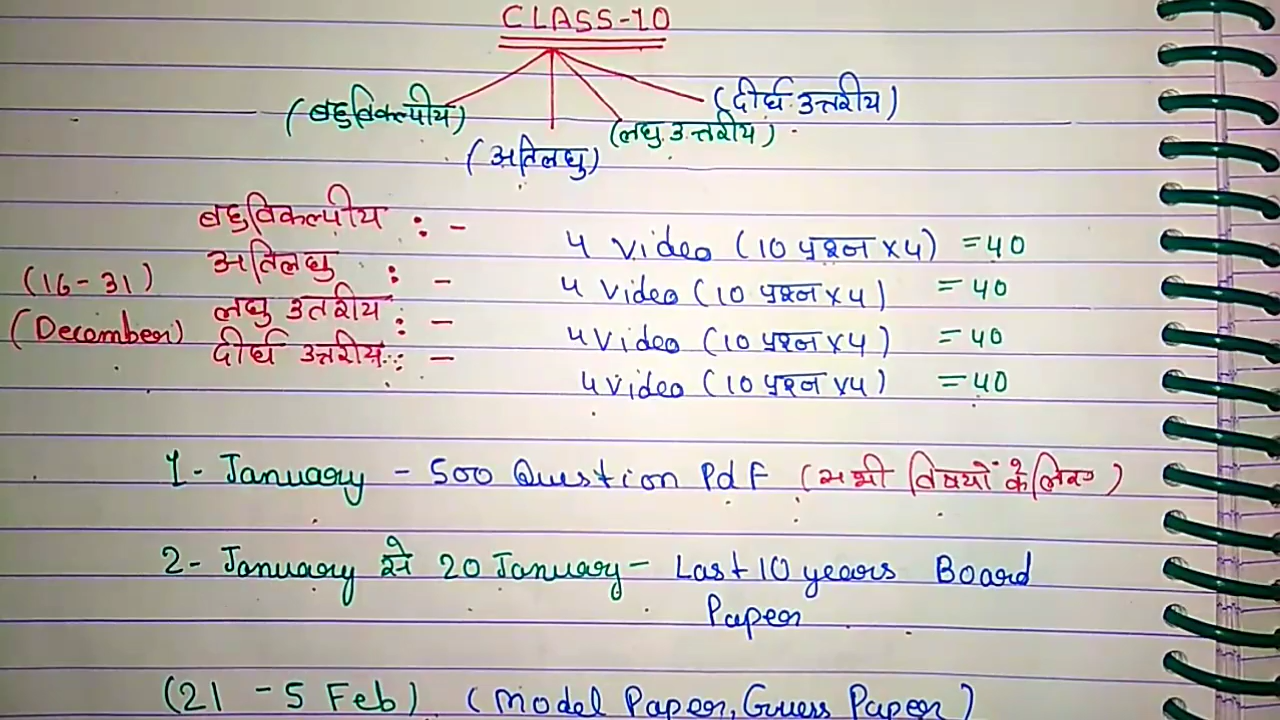 CLASS-10
(बहुविकल्पीय) (अतिलघु) (लघु उत्तरीय) (दीर्घ उत्तरीय)
बहुविकल्पीय :- 4 video (10 प्रश्न x4) =40
(16-31) अतिलघु :- 4 video (10 प्रश्न x4) =40
(December) लघु उतरीय :- 4 video (10 प्रश्न x4) =40
दीर्घ उत्तरीय :- 4 video (10 प्रश्न x4) =40
1- January - 500 Question Pdf (सभी विषयों के लिए)
2- January से 20 January- Last 10 years Board
Paper
(21 - 5 Feb) (Model Paper, Guess Paper)